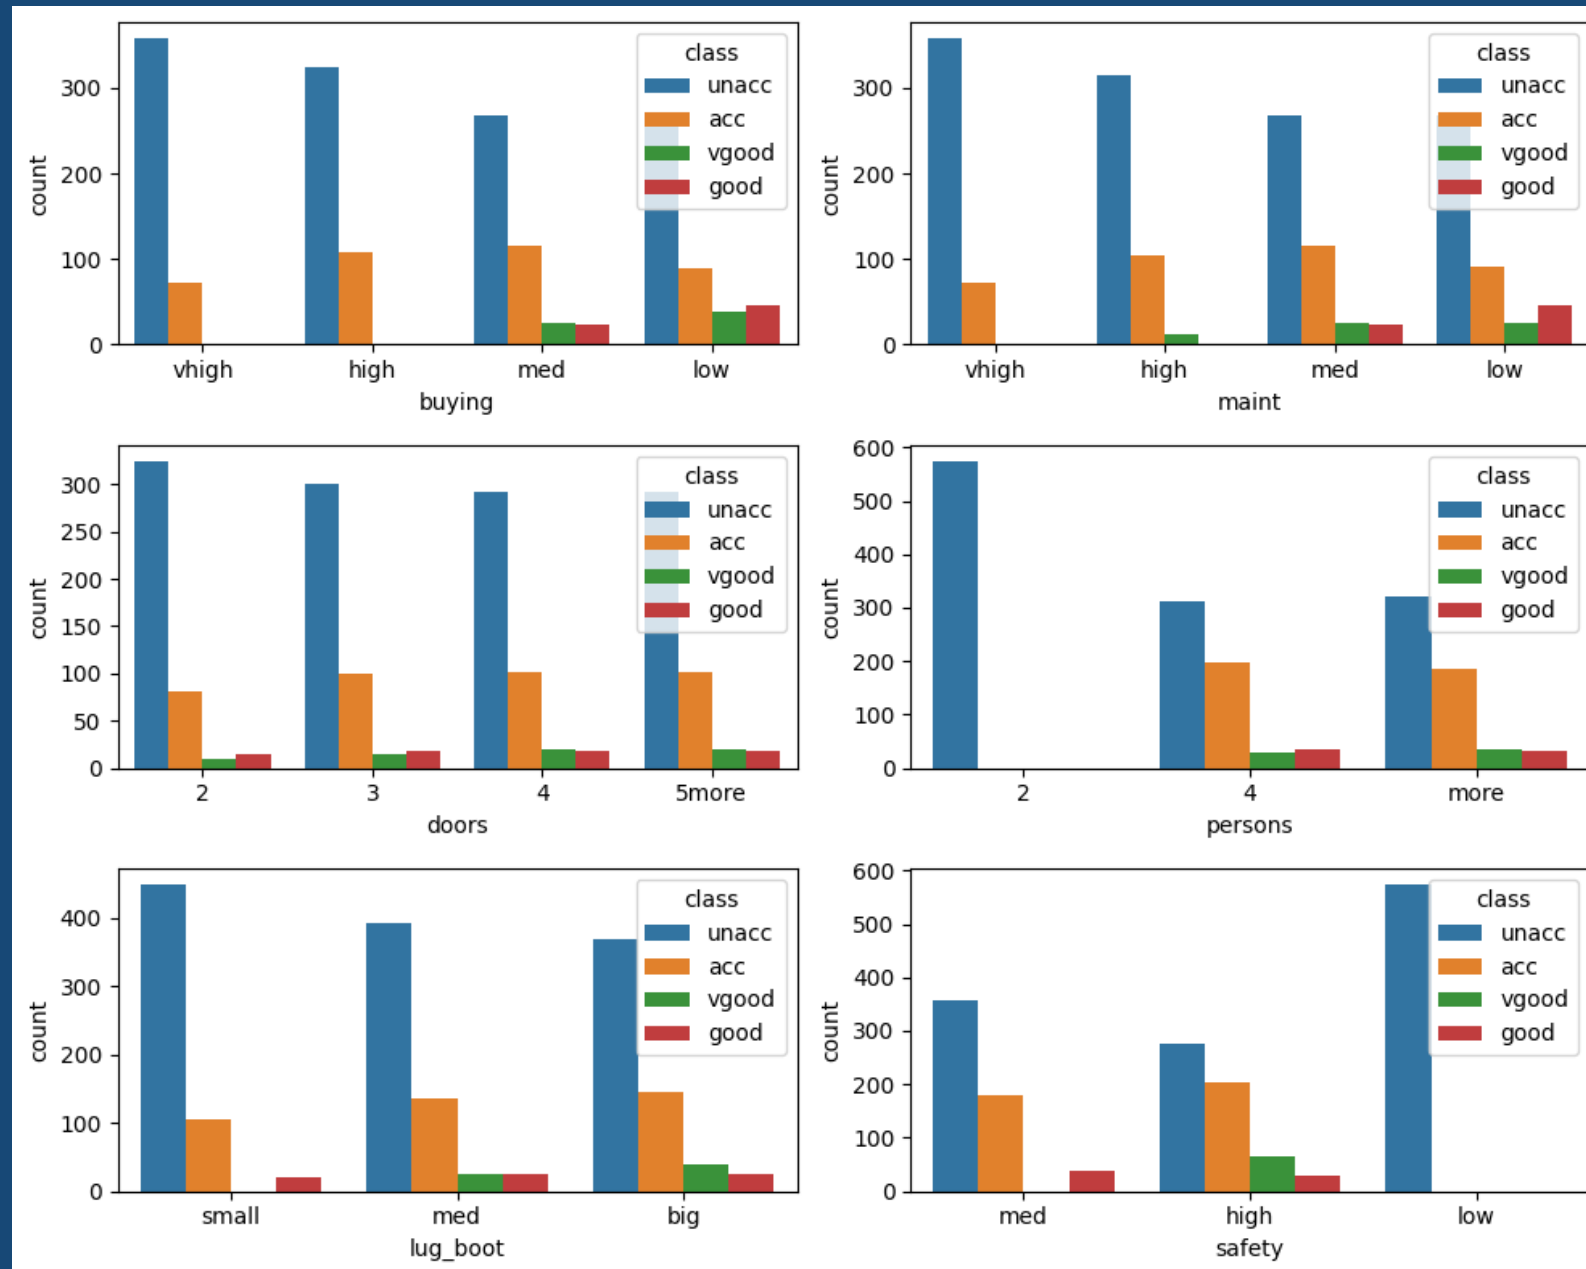 class
unacc
acc
vgood
good
300
200
100
0
count
vhigh high med low
buying
class
unacc
acc
vgood
good
300
200
100
0
count
vhigh high med low
maint
class
unacc
acc
vgood
good
300
250
200
150
100
50
0
count
2 3 4 5more
doors
class
unacc
acc
vgood
good
600
500
400
300
200
100
0
count
2 4 more
persons
class
unacc
acc
vgood
good
400
300
200
100
0
count
small med big
lug_boot
class
unacc
acc
vgood
good
600
500
400
300
200
100
0
count
med high low
safety